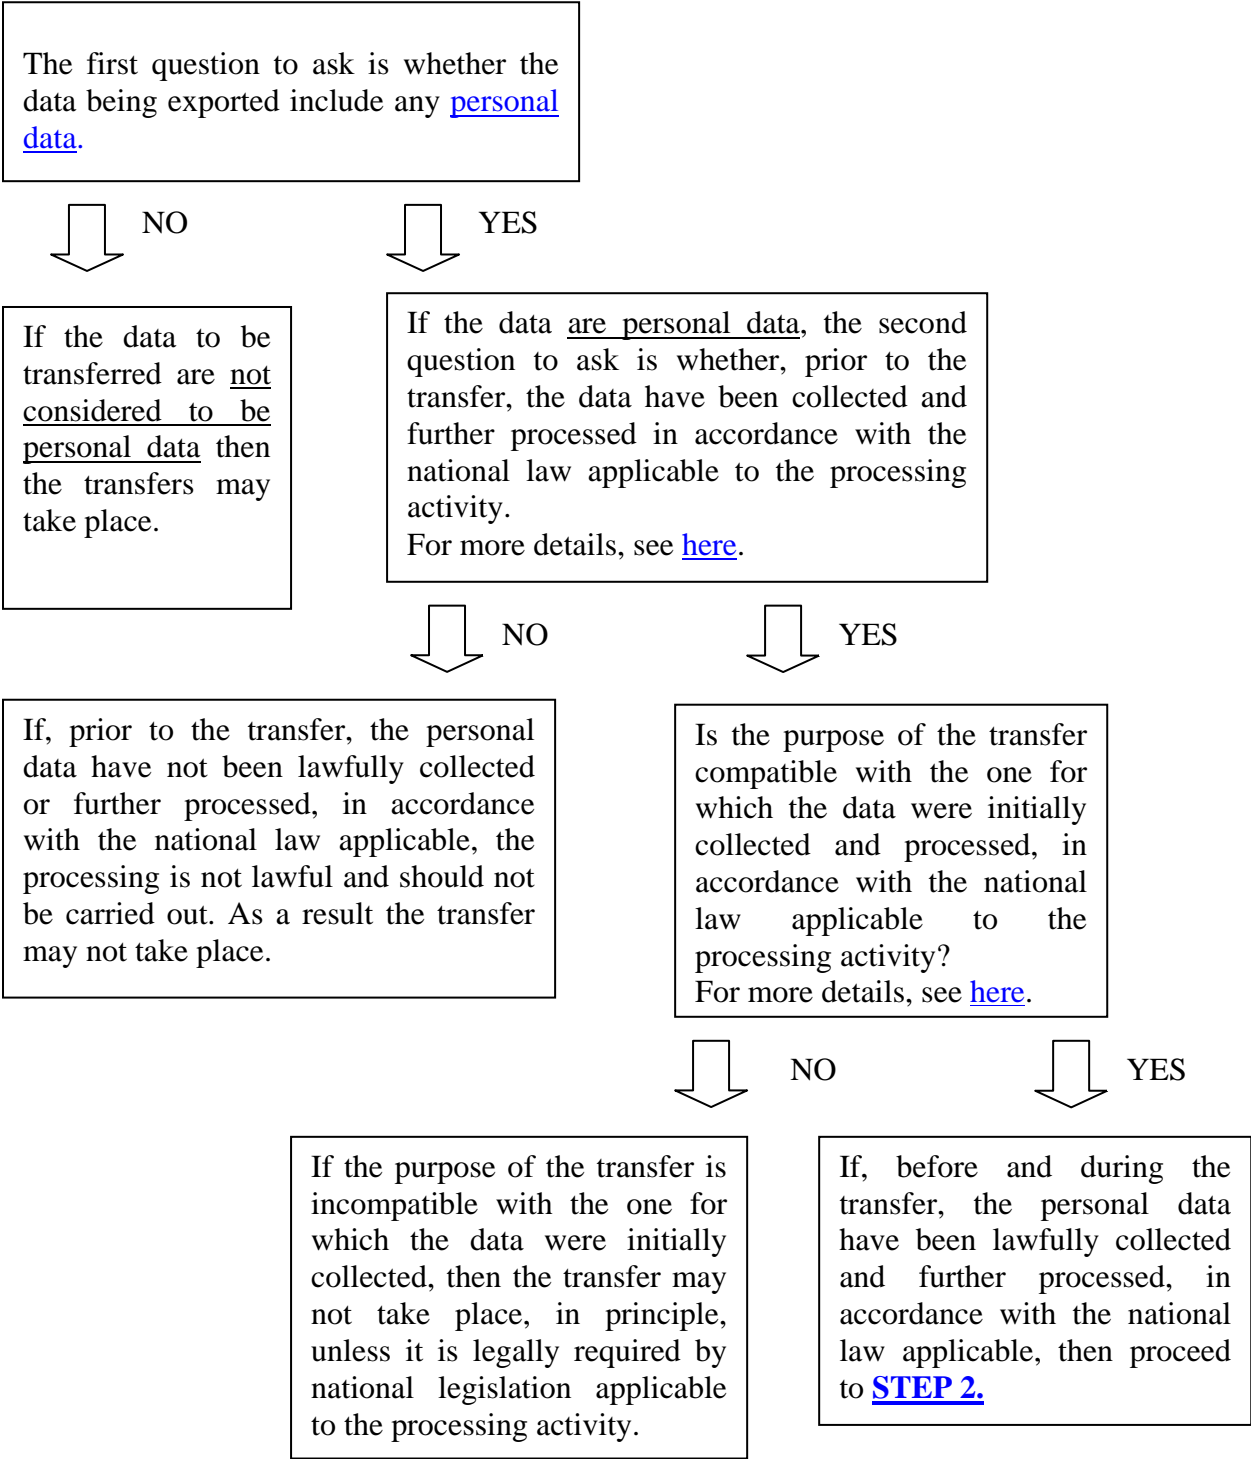 The first question to ask is whether the
data being exported include any personal
data.
NO
YES
If the data to be
transferred are not
considered to be
personal data then
the transfers may
take place.
If the data are personal data, the second
question to ask is whether, prior to the
transfer, the data have been collected and
further processed in accordance with the
national law applicable to the processing
activity.
For more details, see here.
NO
YES
If, prior to the transfer, the personal
data have not been lawfully collected
or further processed, in accordance
with the national law applicable, the
processing is not lawful and should not
be carried out. As a result the transfer
may not take place.
Is the purpose of the transfer
compatible with the one for
which the data were initially
collected and processed, in
accordance with the national
law applicable to the
processing activity?
For more details, see here.
NO
YES
If the purpose of the transfer is
incompatible with the one for
which the data were initially
collected, then the transfer may
not take place, in principle,
unless it is legally required by
national legislation applicable
to the processing activity.
If, before and during the
transfer, the personal data
have been lawfully collected
and further processed, in
accordance with the national
law applicable, then proceed
to STEP 2.